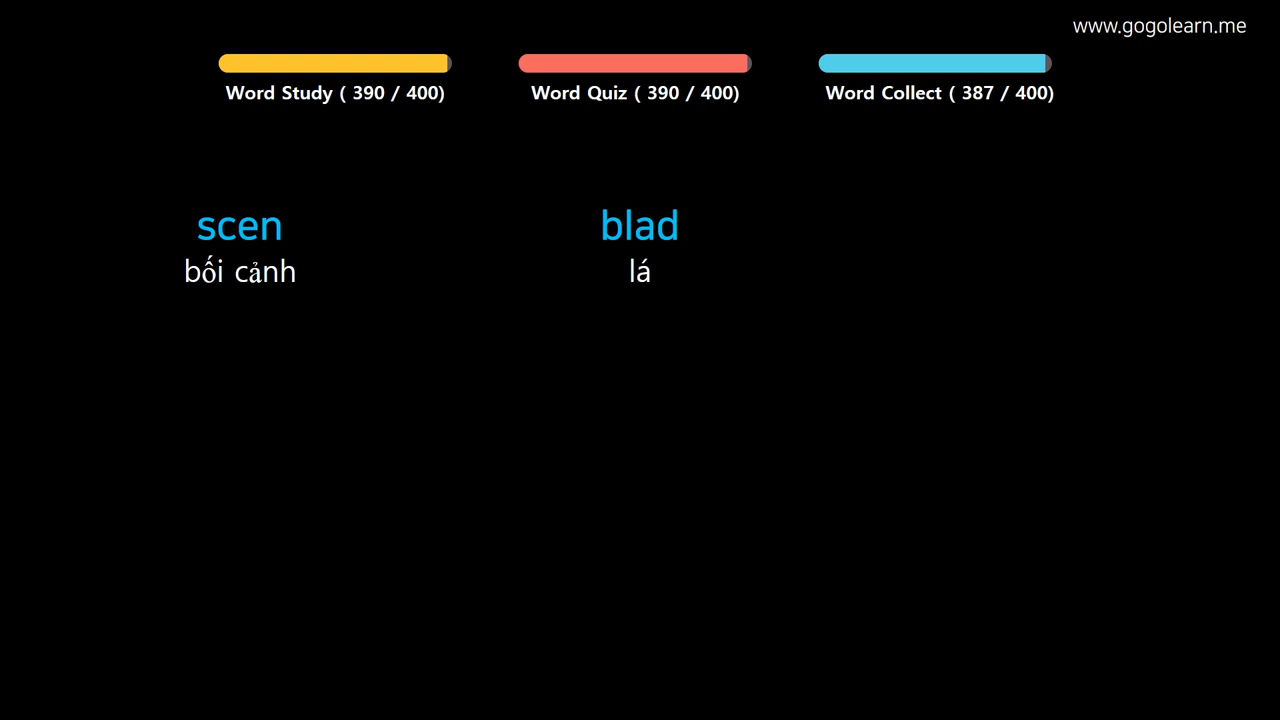 www.gogolearn.me
Word Study ( 390 / 400)
Word Quiz ( 390 / 400)
Word Collect ( 387 / 400)
scen
bối cảnh
blad
lá